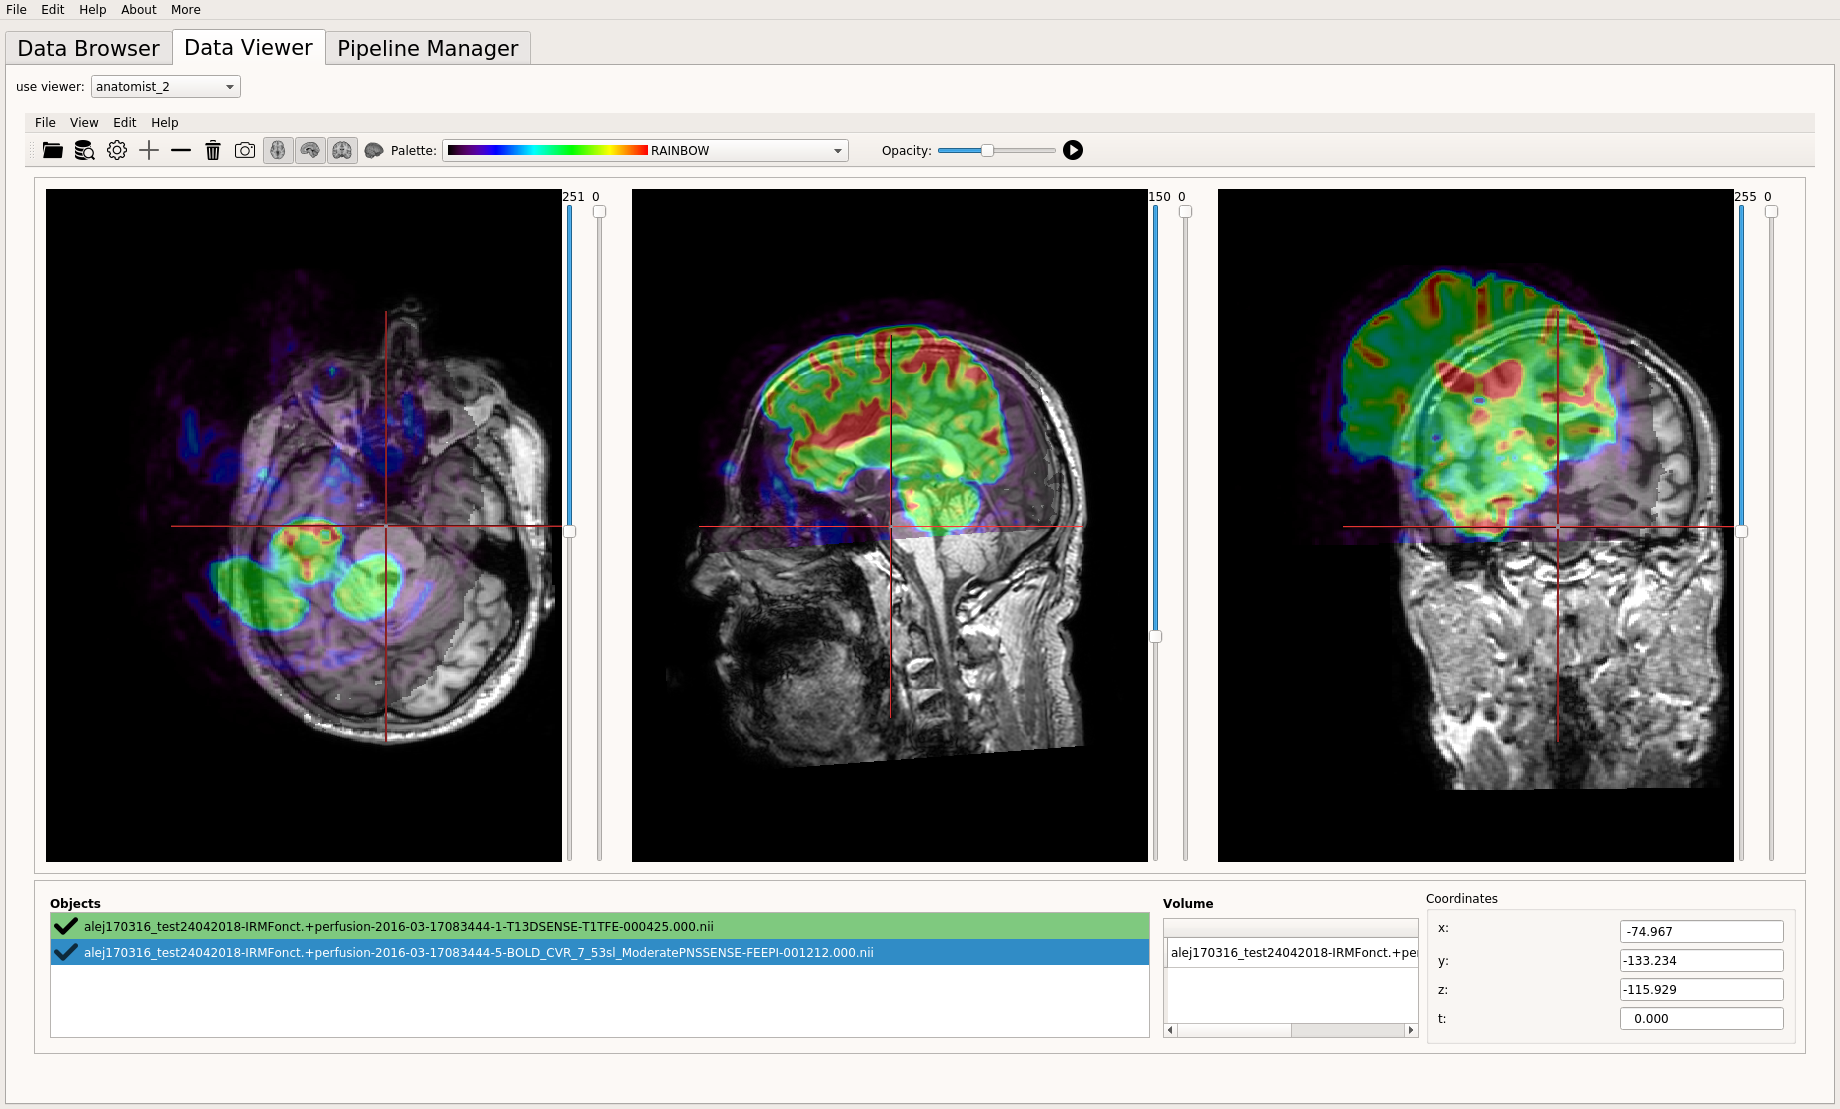 File Edit Help About More
Data Browser Data Viewer Pipeline Manager
use viewer: anatomist_2
File View Edit Help
Palette: RAINBOW Opacity:
251 0 150 0 255 0
Objects
alej170316_test24042018-IRMFonct.+perfusion-2016-03-17083444-1-T13DSENSE-T1TFE-000425.000.nii
alej170316_test24042018-IRMFonct.+perfusion-2016-03-17083444-5-BOLD_CVR_7_53sl_ModeratePNSSENSE-FEEPI-001212.000.nii
Volume
alej170316_test24042018-IRMFonct.+per
Coordinates
x: -74.967
y: -133.234
z: -115.929
t: 0.000